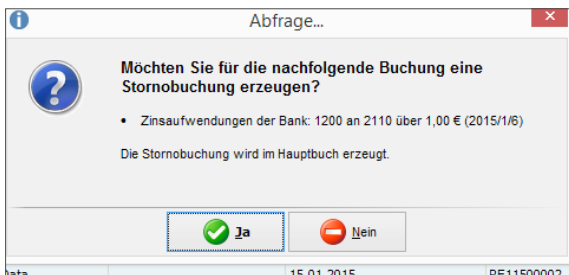 Abfrage...
Möchten Sie für die nachfolgende Buchung eine
Stornobuchung erzeugen?
• Zinsaufwendungen der Bank: 1200 an 2110 über 1,00 € (2015/1/6)
Die Stornobuchung wird im Hauptbuch erzeugt.
Ja Nein
15.01.2015 RE11500002